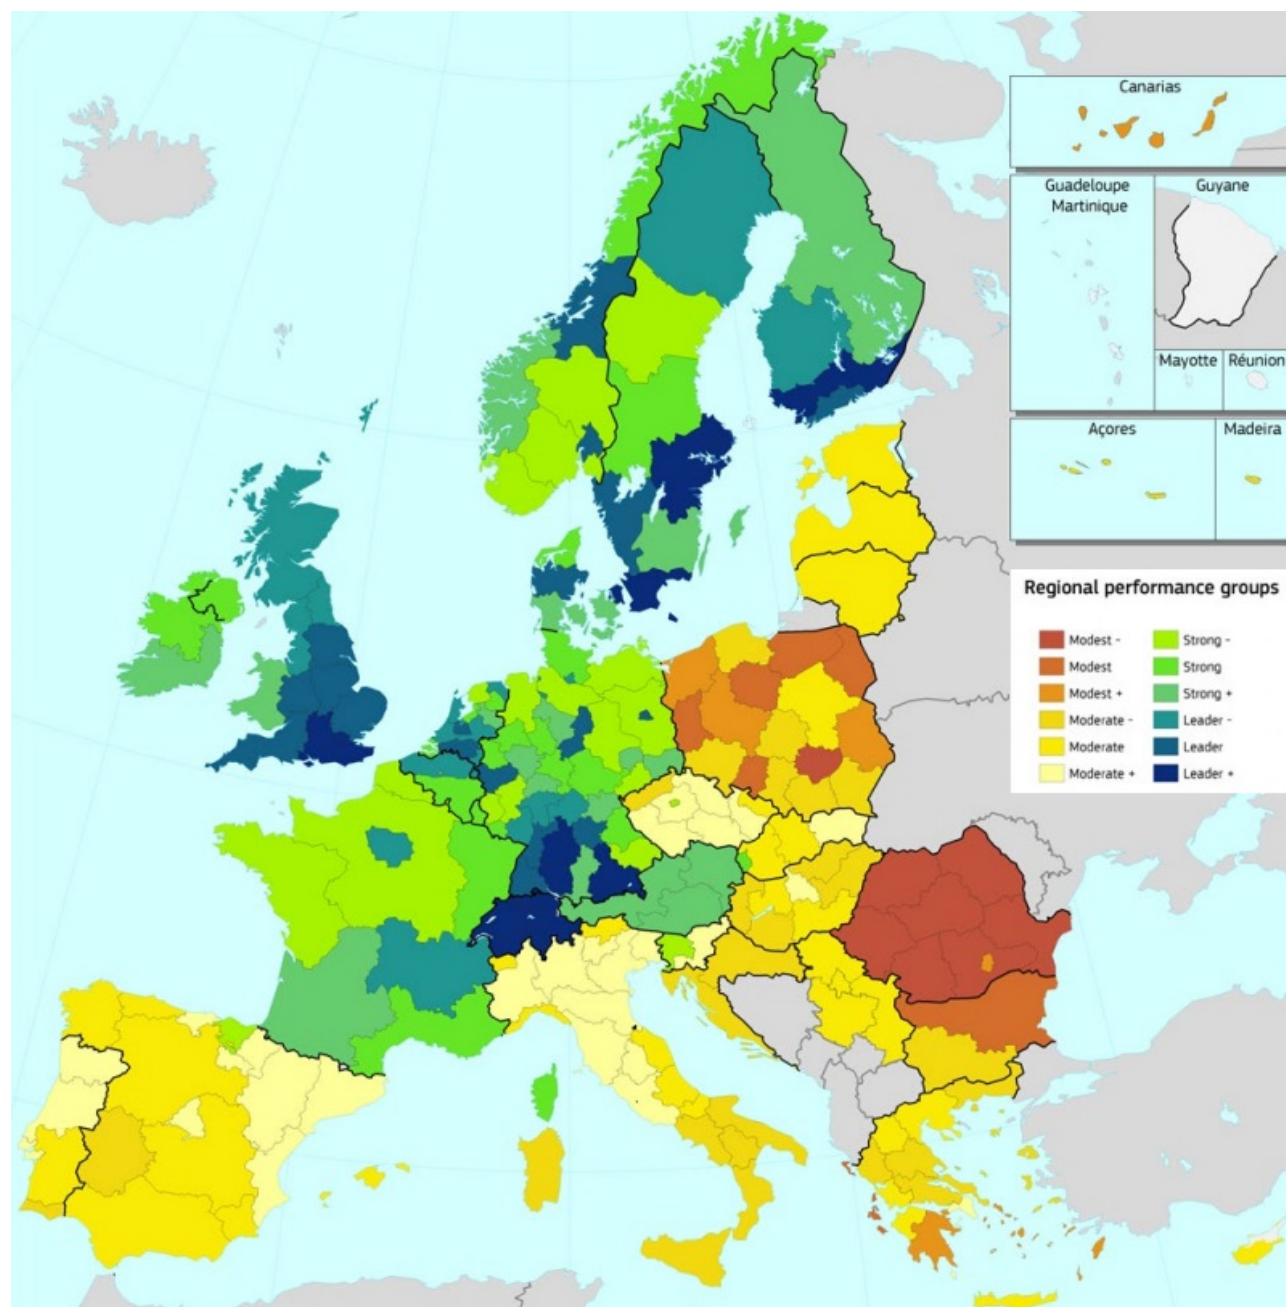 Canarias
Guadeloupe
Martinique
Guyane
Mayotte
Réunion
Açores
Madeira
Regional performance groups
Modest -
Modest
Modest +
Moderate -
Moderate
Moderate +
Strong -
Strong
Strong +
Leader -
Leader
Leader +